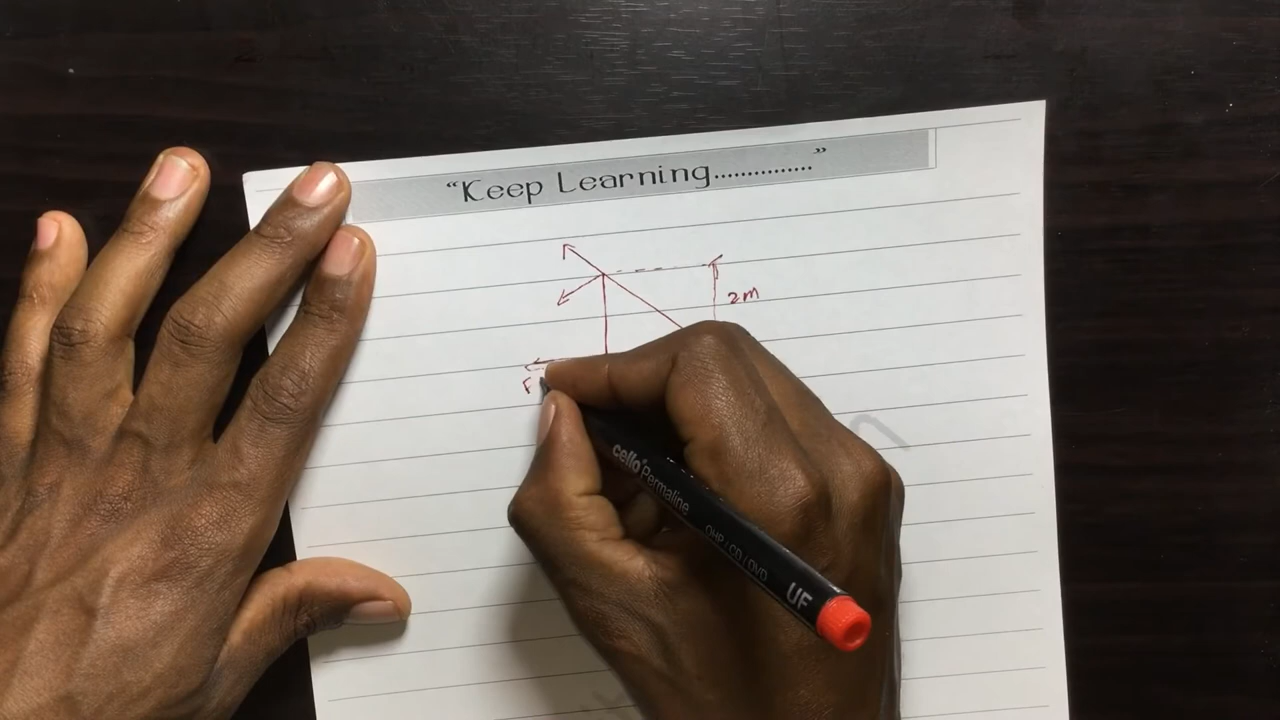 “Keep Learning...............”
2m
F
cello® Permaline
OHP / CD / DVD
UF